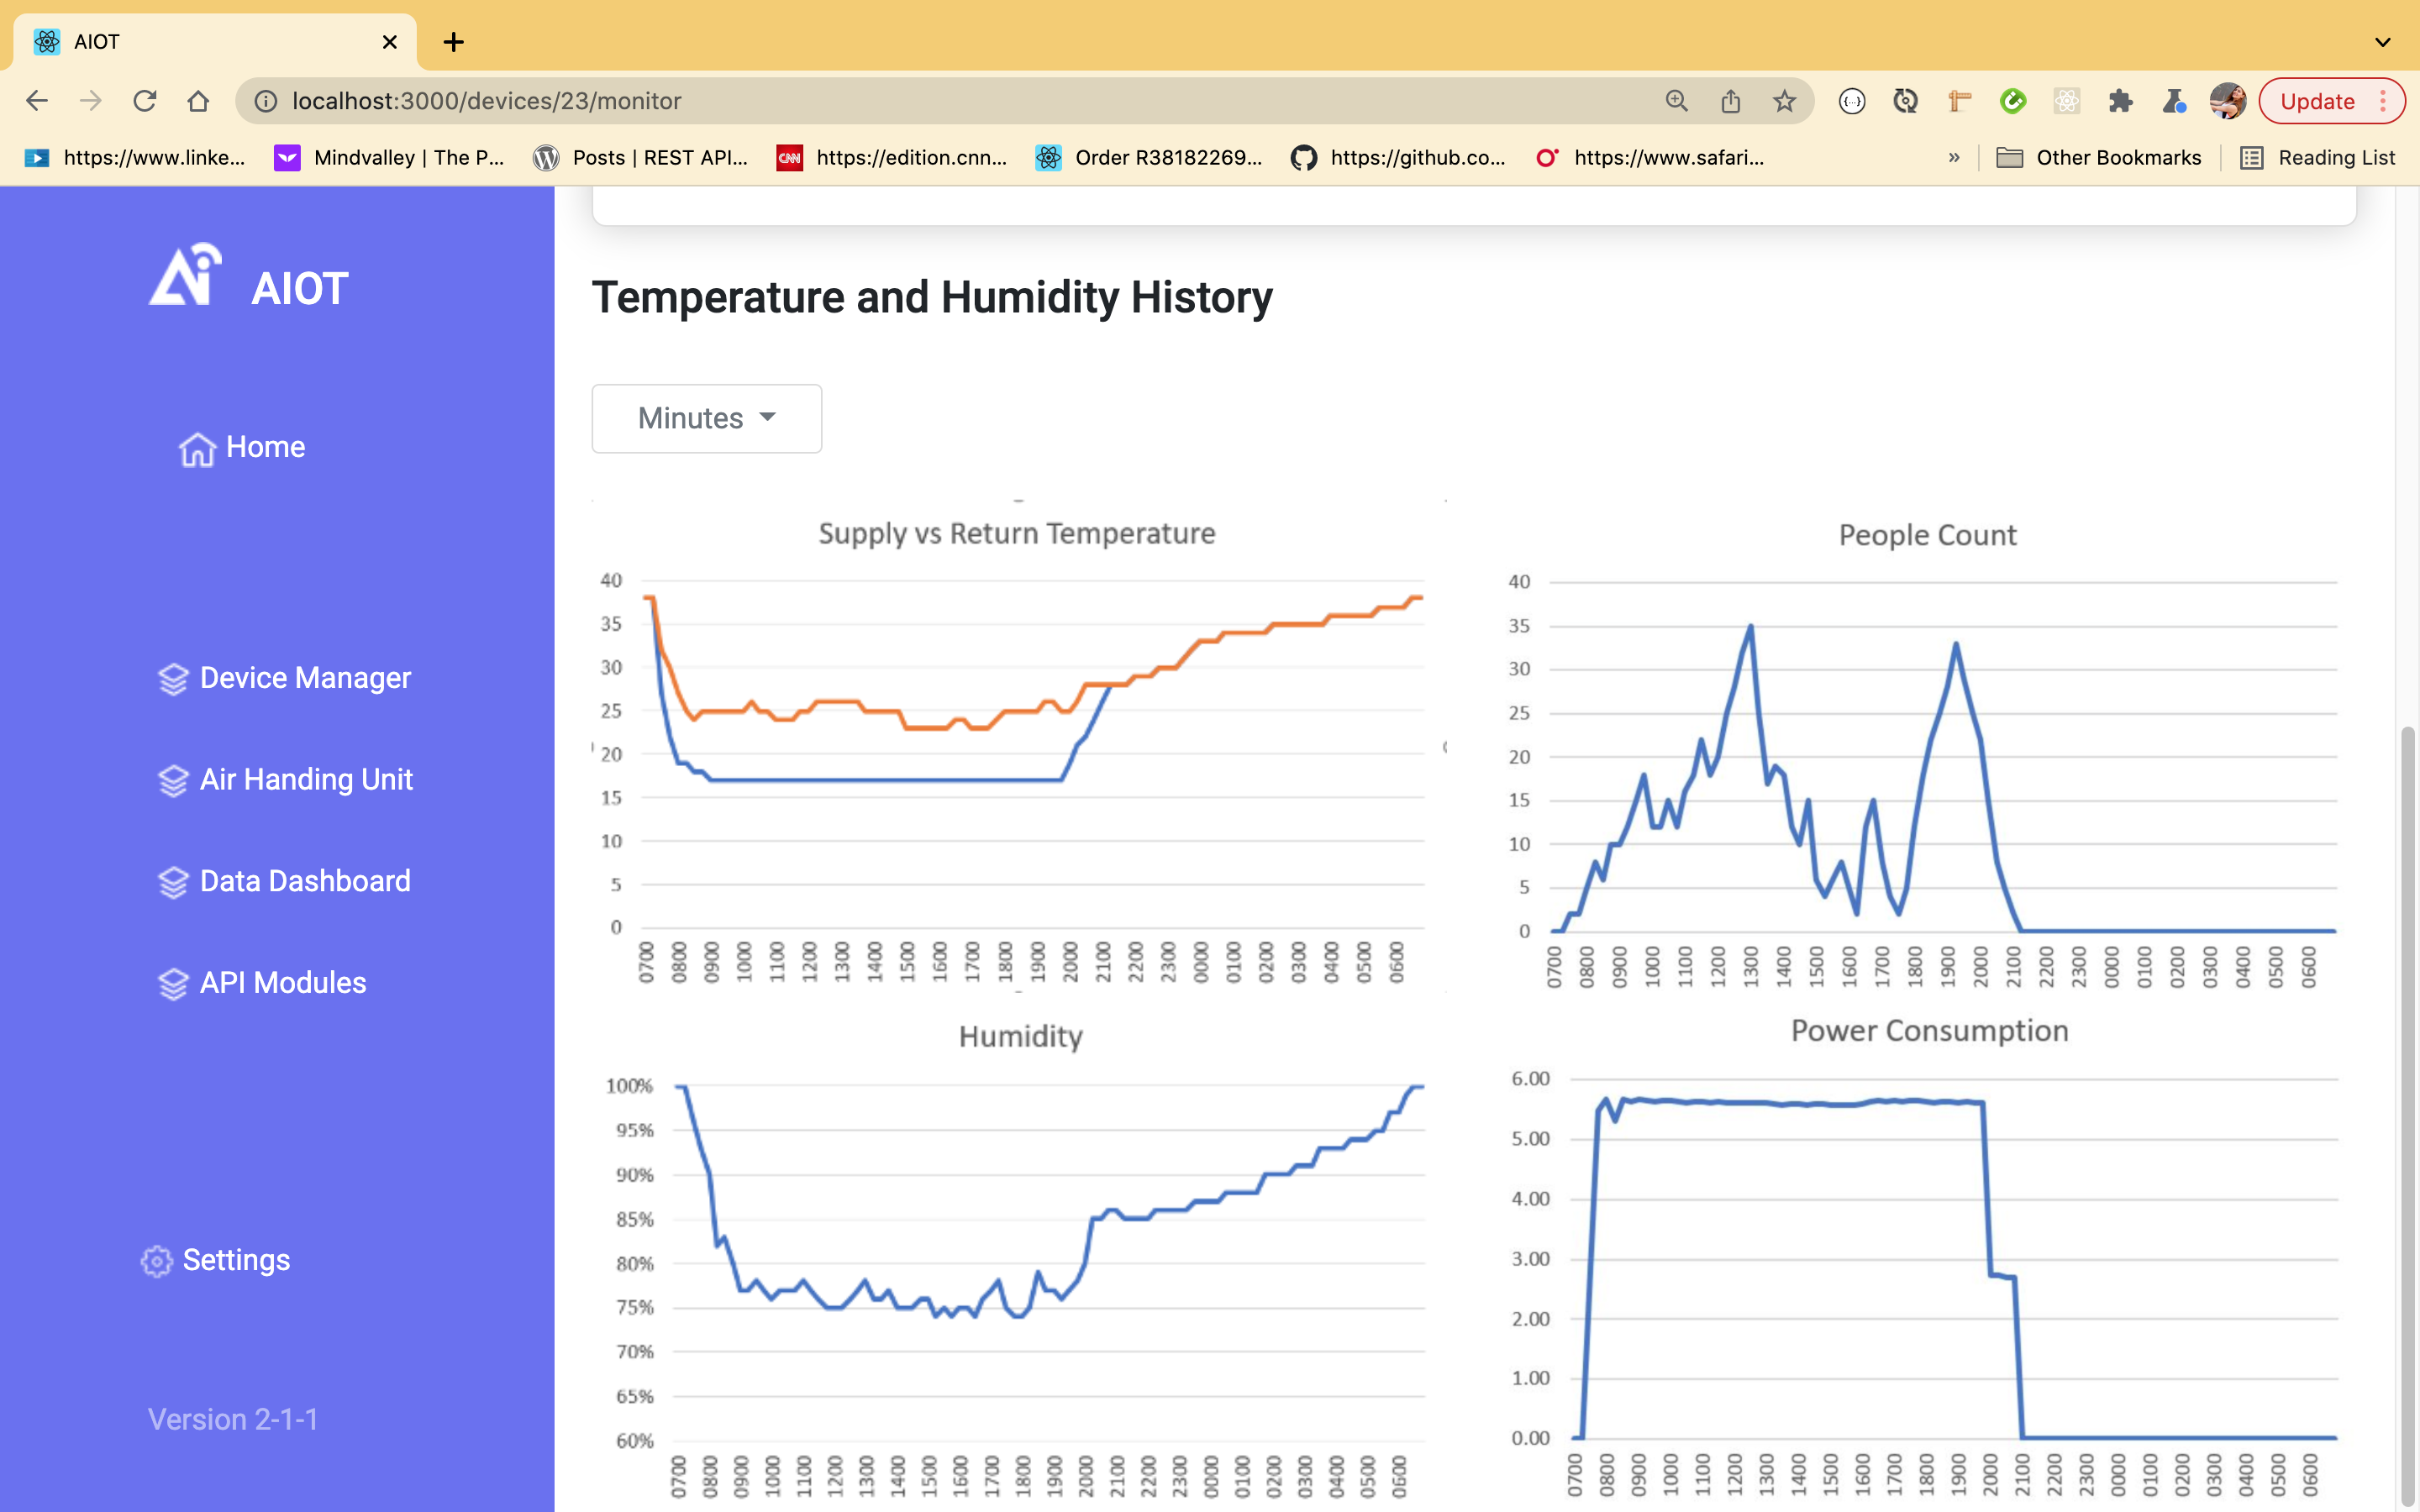 AIOT
localhost:3000/devices/23/monitor
Update
https://www.linke...
Mindvalley | The P...
Posts | REST API...
CNN
https://edition.cnn...
Order R38182269...
https://github.co...
https://www.safari...
»
Other Bookmarks
Reading List
AIOT
Home
Device Manager
Air Handing Unit
Data Dashboard
API Modules
Settings
Version 2-1-1
Temperature and Humidity History
Minutes
Supply vs Return Temperature
40
35
30
25
20
15
10
5
0
0700 0800 0900 1000 1100 1200 1300 1400 1500 1600 1700 1800 1900 2000 2100 2200 2300 0000 0100 0200 0300 0400 0500 0600
People Count
40
35
30
25
20
15
10
5
0
0700 0800 0900 1000 1100 1200 1300 1400 1500 1600 1700 1800 1900 2000 2100 2200 2300 0000 0100 0200 0300 0400 0500 0600
Humidity
100%
95%
90%
85%
80%
75%
70%
65%
60%
0700 0800 0900 1000 1100 1200 1300 1400 1500 1600 1700 1800 1900 2000 2100 2200 2300 0000 0100 0200 0300 0400 0500 0600
Power Consumption
6.00
5.00
4.00
3.00
2.00
1.00
0.00
0700 0800 0900 1000 1100 1200 1300 1400 1500 1600 1700 1800 1900 2000 2100 2200 2300 0000 0100 0200 0300 0400 0500 0600